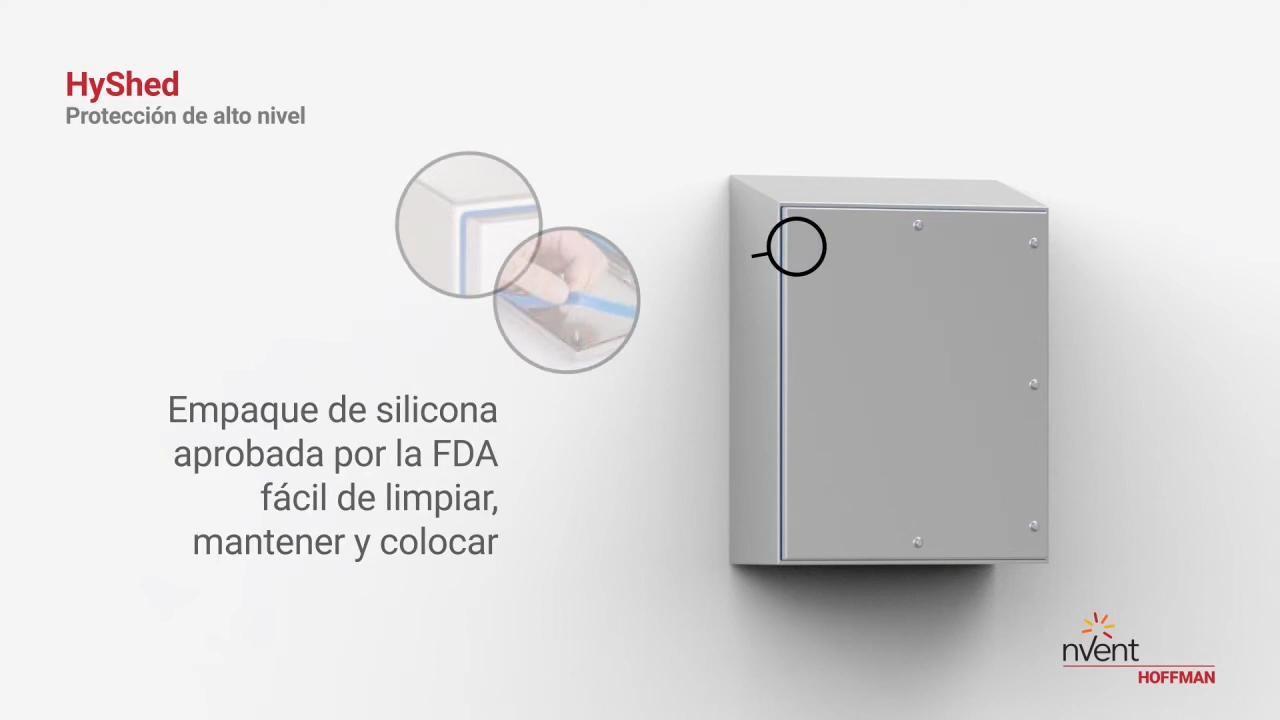 HyShed
Protección de alto nivel
Empaque de silicona
aprobada por la FDA
fácil de limpiar,
mantener y colocar
nVent
HOFFMAN